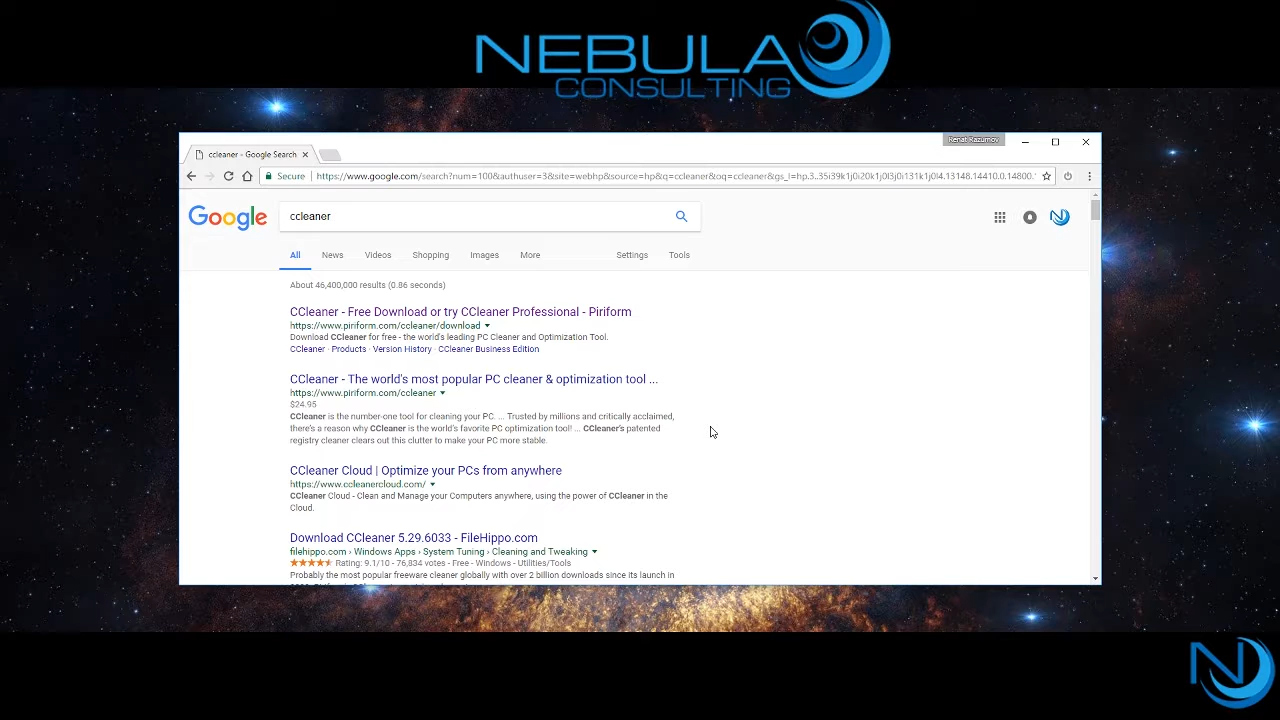 NEBULA
CONSULTING
Renat Razumov
ccleaner - Google Search
Secure
https://www.google.com/search?num=100&authuser=3&site=webhp&source=hp&q=ccleaner&oq=ccleaner&gs_l=hp.3..35i39k1j0i20k1j0l3j0i131k1j0l4.13148.14410.0.14800.
Google
ccleaner
All News Videos Shopping Images More Settings Tools
About 46,400,000 results (0.86 seconds)
CCleaner - Free Download or try CCleaner Professional - Piriform
https://www.piriform.com/ccleaner/download
Download CCleaner for free - the world's leading PC Cleaner and Optimization Tool.
CCleaner · Products · Version History · CCleaner Business Edition
CCleaner - The world's most popular PC cleaner & optimization tool ...
https://www.piriform.com/ccleaner
$24.95
CCleaner is the number-one tool for cleaning your PC. ... Trusted by millions and critically acclaimed,
there's a reason why CCleaner is the world's favorite PC optimization tool! ... CCleaner's patented
registry cleaner clears out this clutter to make your PC more stable.
CCleaner Cloud | Optimize your PCs from anywhere
https://www.ccleanercloud.com/
CCleaner Cloud - Clean and Manage your Computers anywhere, using the power of CCleaner in the
Cloud.
Download CCleaner 5.29.6033 - FileHippo.com
filehippo.com › Windows Apps › System Tuning › Cleaning and Tweaking
Rating: 9.1/10 - 76,834 votes - Free - Windows - Utilities/Tools
Probably the most popular freeware cleaner globally with over 2 billion downloads since its launch in
N